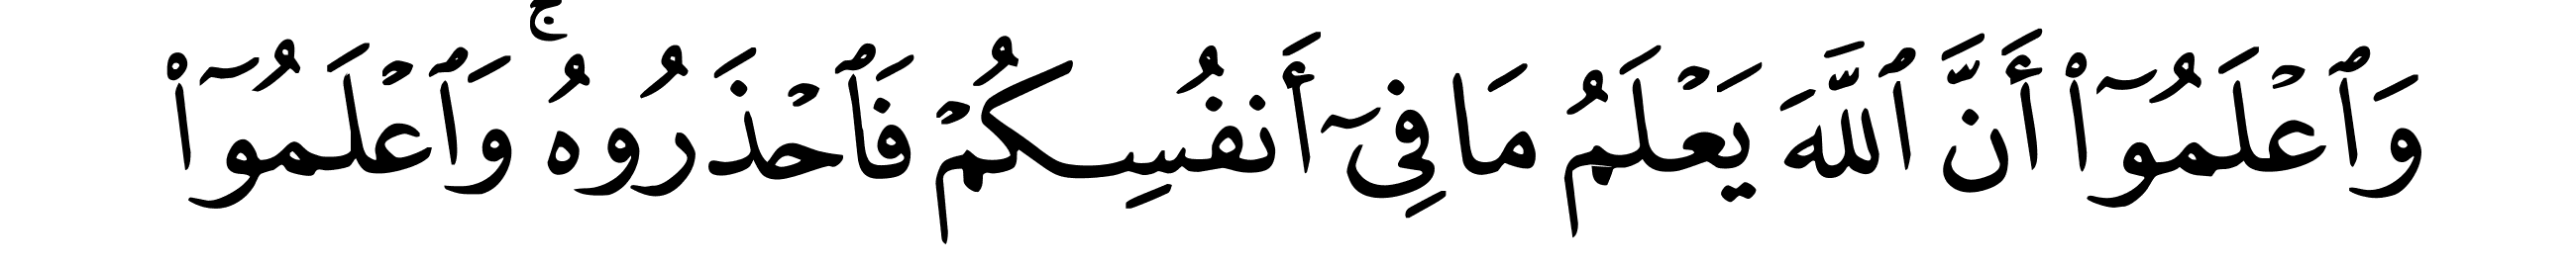 وَٱعۡلَمُوٓاْ أَنَّ ٱللَّهَ يَعۡلَمُ مَا فِيٓ أَنفُسِكُمۡ فَٱحۡذَرُوهُۚ وَٱعۡلَمُوٓاْ